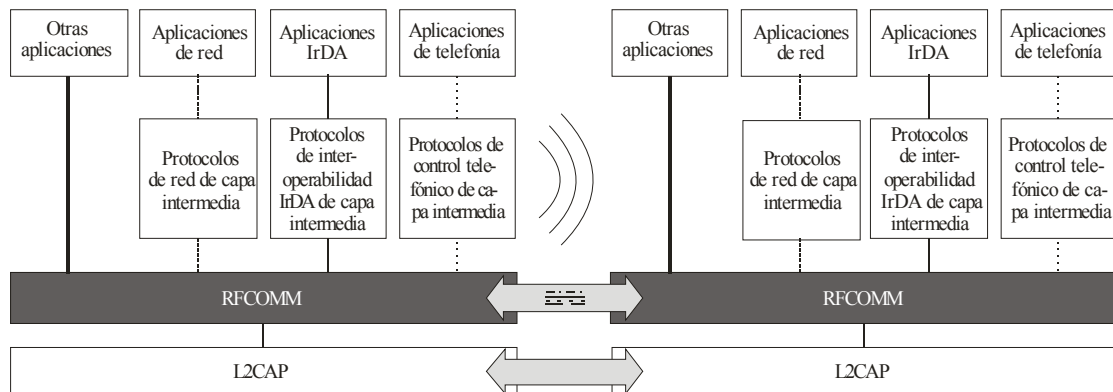 Otras
aplicaciones
Aplicaciones
de red
Aplicaciones
IrDA
Aplicaciones
de telefonía
Protocolos
de red de capa
intermedia
Protocolos
de inter-
operabilidad
IrDA de capa
intermedia
Protocolos de
control tele-
fónico de ca-
pa intermedia
RFCOMM
L2CAP
Otras
aplicaciones
Aplicaciones
de red
Aplicaciones
IrDA
Aplicaciones
de telefonía
Protocolos
de red de capa
intermedia
Protocolos
de inter-
operabilidad
IrDA de capa
intermedia
Protocolos de
control tele-
fónico de ca-
pa intermedia
RFCOMM
L2CAP